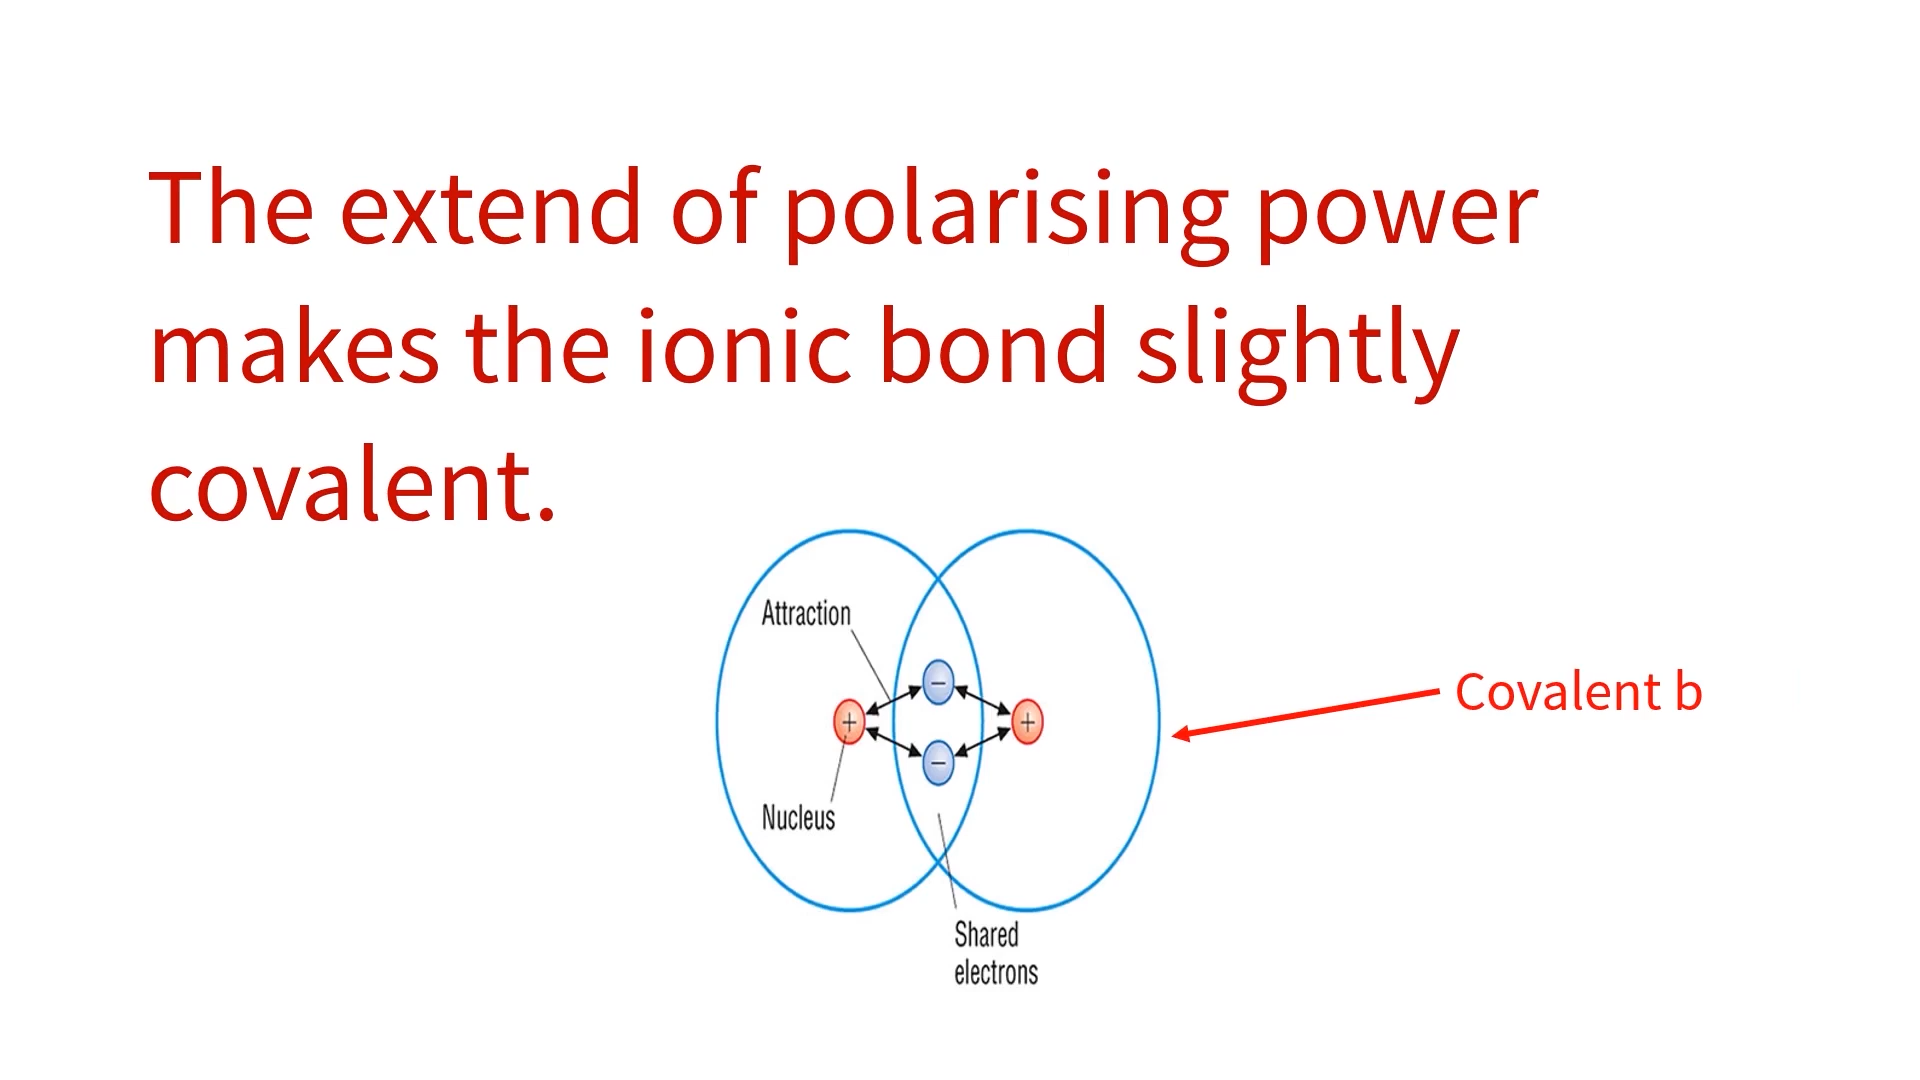 The extend of polarising power
makes the ionic bond slightly
covalent.
Attraction
Covalent b
Nucleus
Shared
electrons